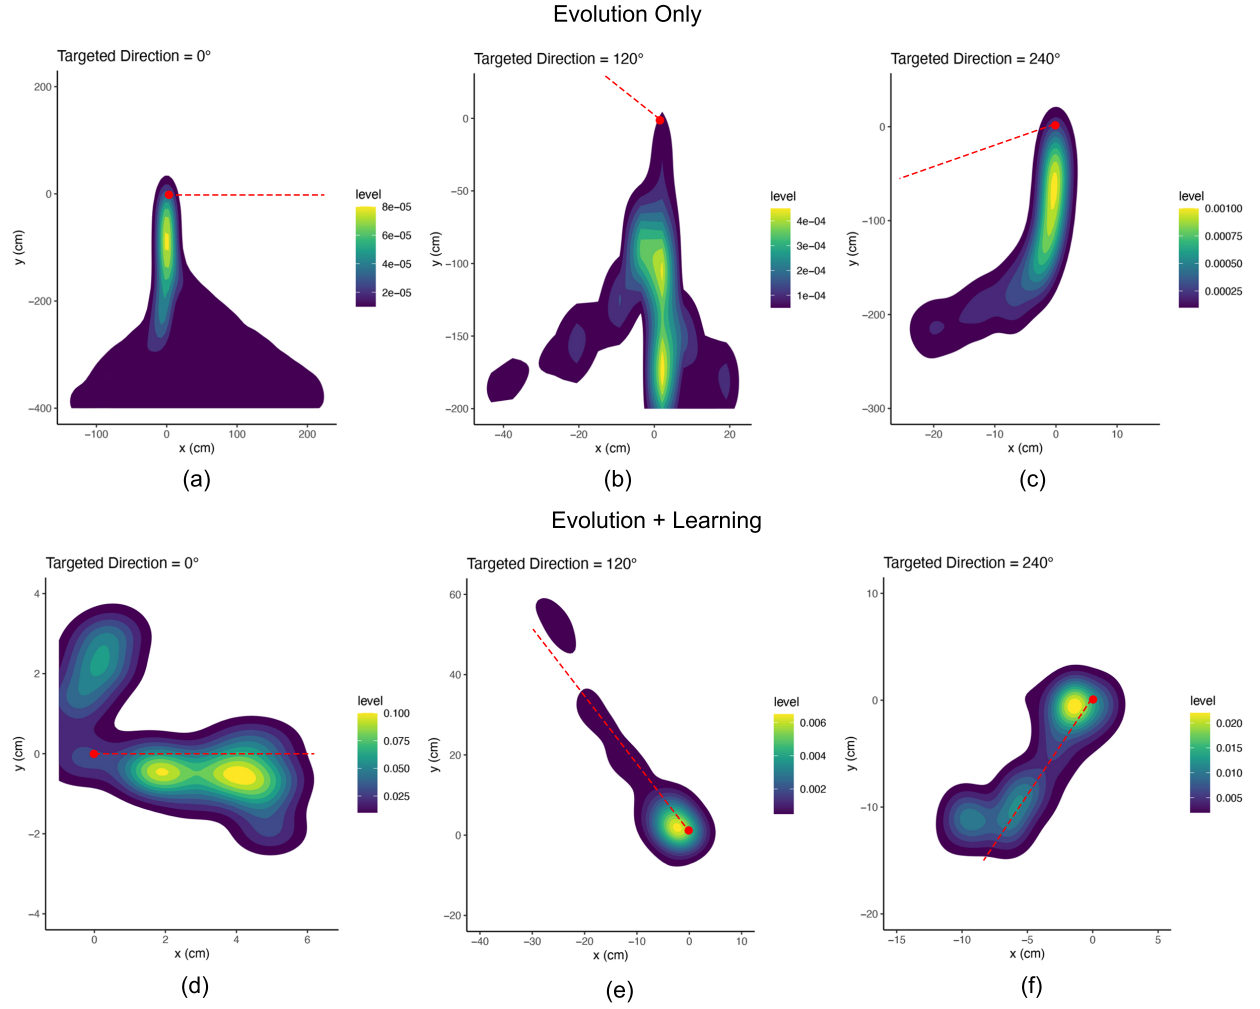 Evolution Only
Targeted Direction = 0°
200
0
−200
−400
y (cm)
−100
0
100
200
x (cm)
level
8e−05
6e−05
4e−05
2e−05
(a)
Targeted Direction = 120°
0
−50
−100
−150
−200
y (cm)
−40
−20
0
20
x (cm)
level
4e−04
3e−04
2e−04
1e−04
(b)
Targeted Direction = 240°
0
−100
−200
−300
y (cm)
−20
−10
0
10
x (cm)
level
0.00100
0.00075
0.00050
0.00025
(c)
Evolution + Learning
Targeted Direction = 0°
4
2
0
−2
−4
y (cm)
0
2
4
6
x (cm)
level
0.100
0.075
0.050
0.025
(d)
Targeted Direction = 120°
60
40
20
0
−20
y (cm)
−40
−30
−20
−10
0
10
x (cm)
level
0.006
0.004
0.002
(e)
Targeted Direction = 240°
10
0
−10
−20
y (cm)
−15
−10
−5
0
5
x (cm)
level
0.020
0.015
0.010
0.005
(f)